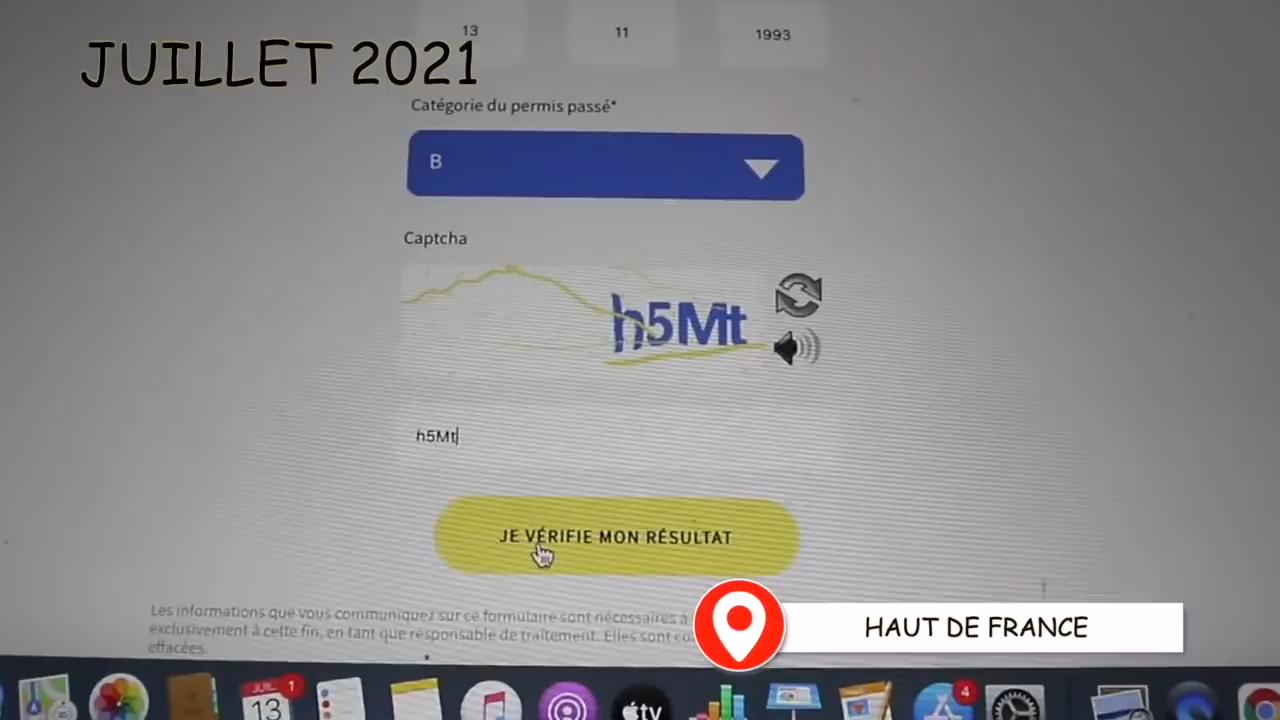 13 11 1993
JUILLET 2021
Catégorie du permis passé*
B
Captcha
h5Mt
h5Mt
JE VÉRIFIE MON RÉSULTAT
Les informations que vous communiquez sur ce formulaire sont nécessaires à
exclusivement à cette fin, en tant que responsable de traitement. Elles sont
effacées.
HAUT DE FRANCE
JUIL. 1
13
tv
4